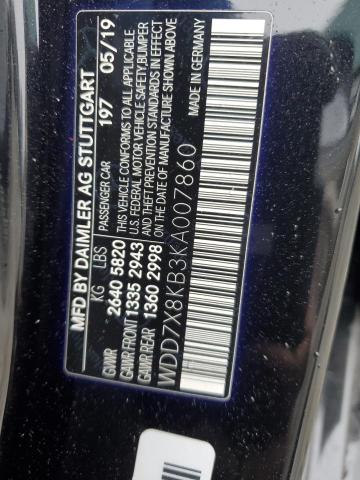 MFD BY DAIMLER AG STUTTGART
PASSENGER CAR 197 05/19
KG LBS
GVWR 2640 5820
GAWR FRONT 1335 2943
GAWR REAR 1360 2998
THIS VEHICLE CONFORMS TO ALL APPLICABLE
U.S. FEDERAL MOTOR VEHICLE SAFETY, BUMPER
AND THEFT PREVENTION STANDARDS IN EFFECT
ON THE DATE OF MANUFACTURE SHOWN ABOVE
MADE IN GERMANY
WDD7X8KB3KA007860